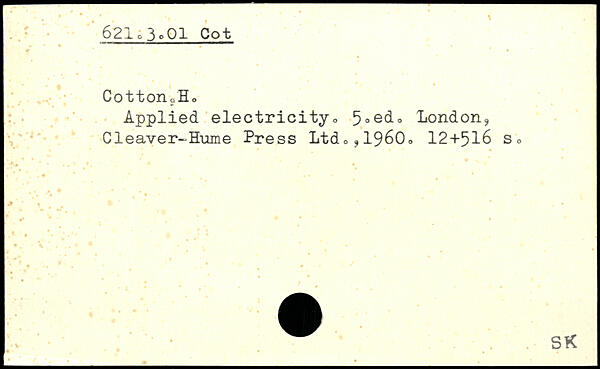 621.3.01 Cot
Cotton,H.
Applied electricity. 5.ed. London,
Cleaver-Hume Press Ltd.,1960. 12+516 s.
SK